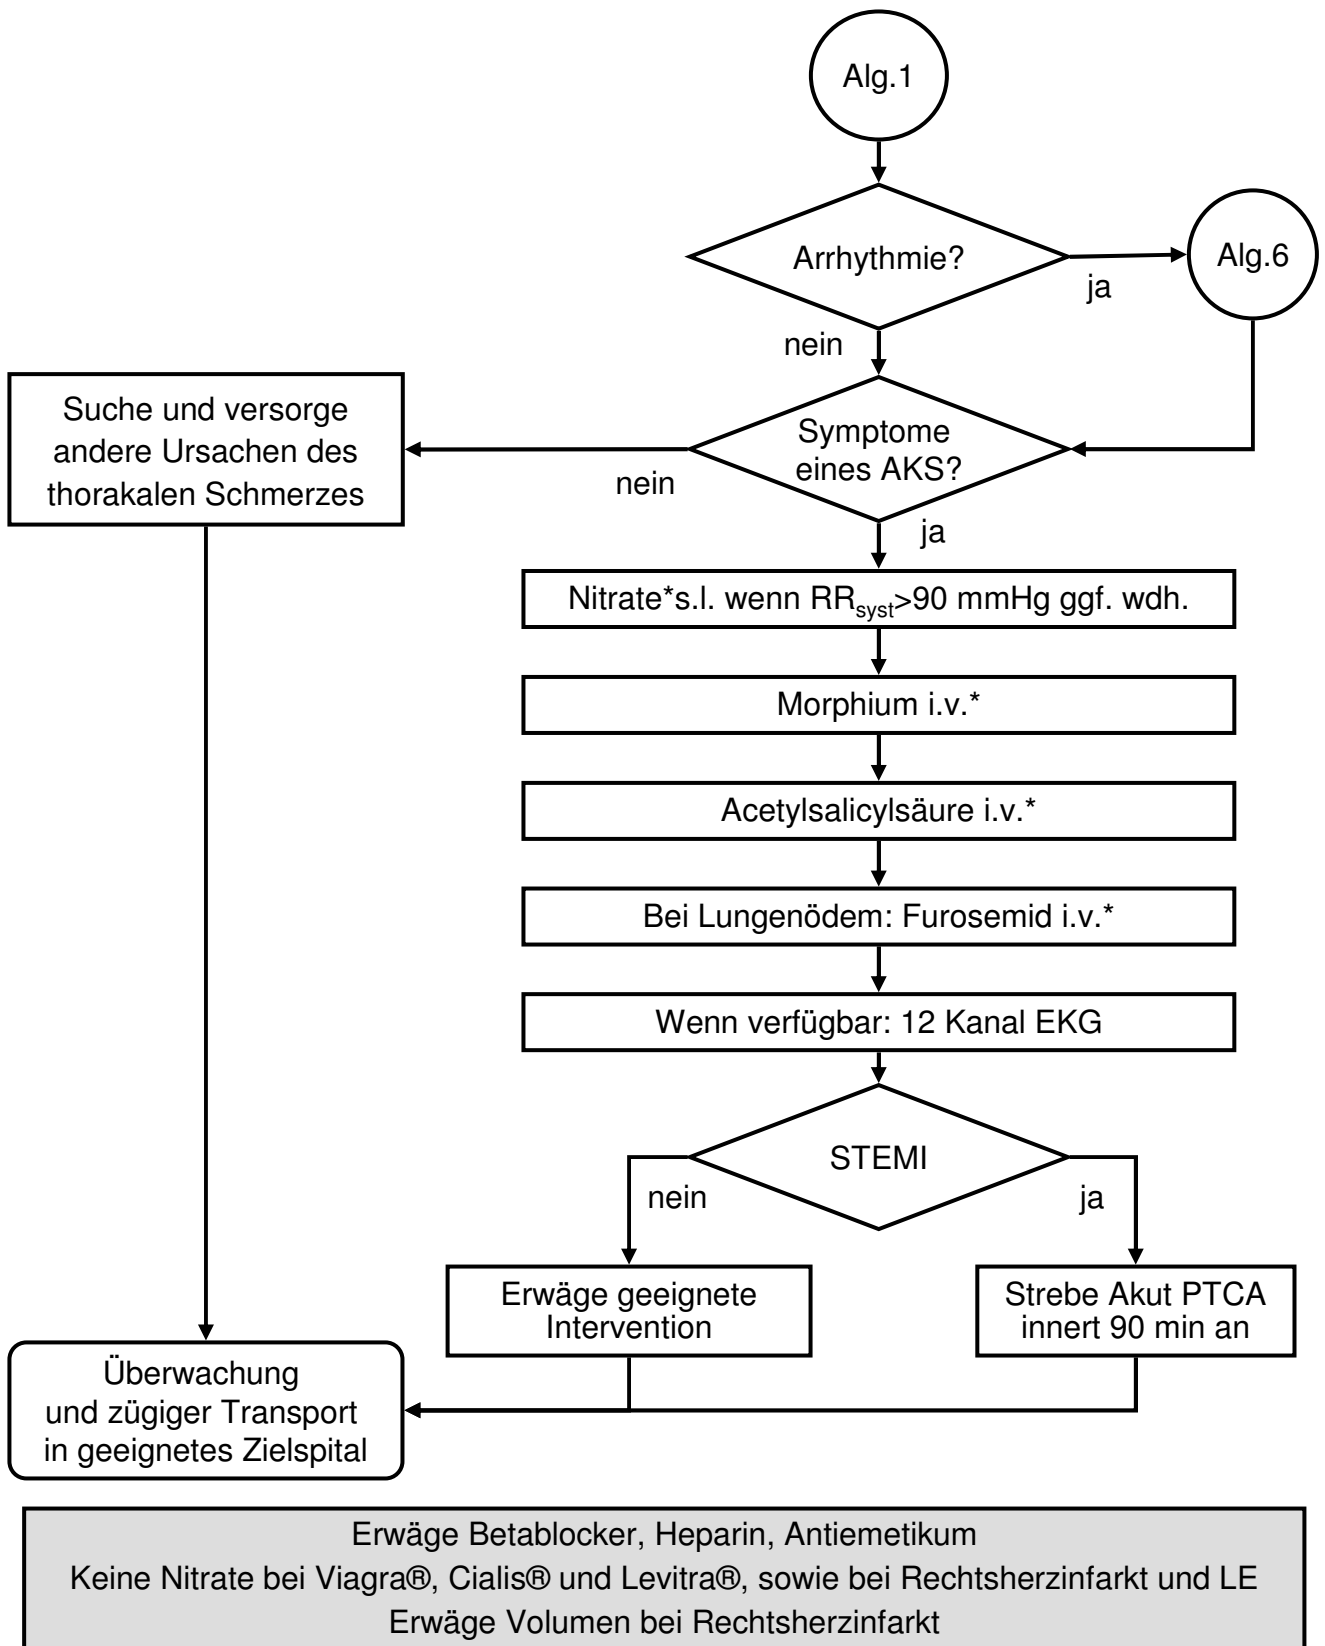 Alg.1
Arrhythmie?
ja
Alg.6
nein
Suche und versorge
andere Ursachen des
thorakalen Schmerzes
nein
Symptome
eines AKS?
ja
Nitrate*s.l. wenn RRsyst>90 mmHg ggf. wdh.
Morphium i.v.*
Acetylsalicylsäure i.v.*
Bei Lungenödem: Furosemid i.v.*
Wenn verfügbar: 12 Kanal EKG
STEMI
nein
ja
Erwäge geeignete
Intervention
Strebe Akut PTCA
innert 90 min an
Überwachung
und zügiger Transport
in geeignetes Zielspital
Erwäge Betablocker, Heparin, Antiemetikum
Keine Nitrate bei Viagra®, Cialis® und Levitra®, sowie bei Rechtsherzinfarkt und LE
Erwäge Volumen bei Rechtsherzinfarkt